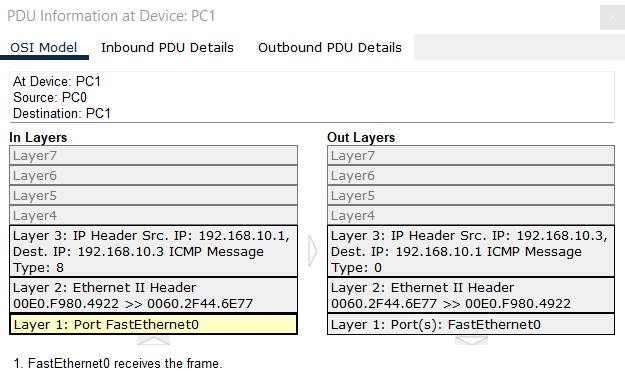 PDU Information at Device: PC1
OSI Model Inbound PDU Details Outbound PDU Details
At Device: PC1
Source: PC0
Destination: PC1
In Layers
Layer7
Layer6
Layer5
Layer4
Layer 3: IP Header Src. IP: 192.168.10.1,
Dest. IP: 192.168.10.3 ICMP Message
Type: 8
Layer 2: Ethernet II Header
00E0.F980.4922 >> 0060.2F44.6E77
Layer 1: Port FastEthernet0
Out Layers
Layer7
Layer6
Layer5
Layer4
Layer 3: IP Header Src. IP: 192.168.10.3,
Dest. IP: 192.168.10.1 ICMP Message
Type: 0
Layer 2: Ethernet II Header
0060.2F44.6E77 >> 00E0.F980.4922
Layer 1: Port(s): FastEthernet0
1. FastEthernet0 receives the frame.